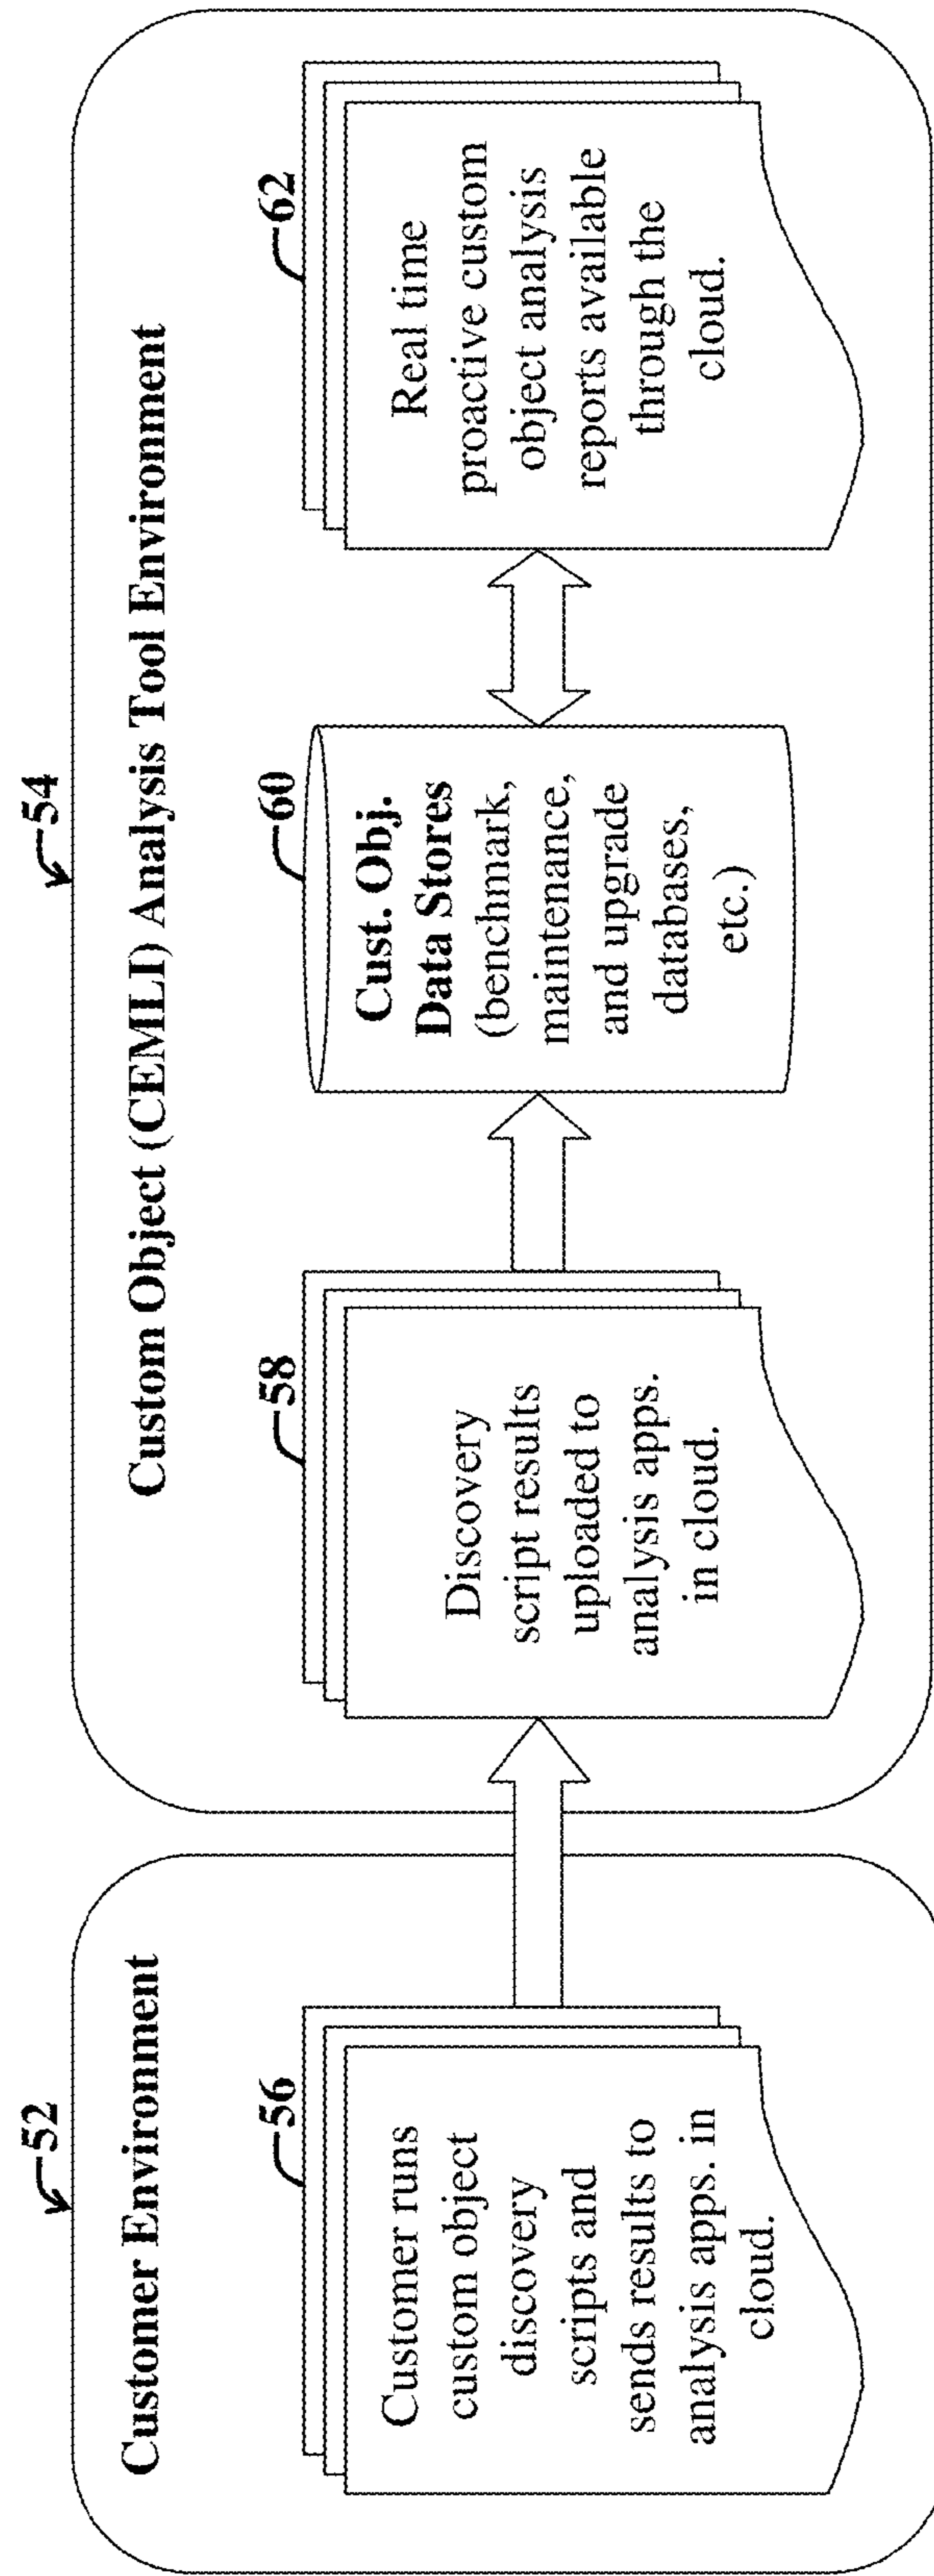 52
54
Customer Environment
Custom Object (CEMLI) Analysis Tool Environment
56
Customer runs
custom object
discovery
scripts and
sends results to
analysis apps. in
cloud.
58
Discovery
script results
uploaded to
analysis apps.
in cloud.
60
Cust. Obj.
Data Stores
(benchmark,
maintenance,
and upgrade
databases,
etc.)
62
Real time
proactive custom
object analysis
reports available
through the
cloud.